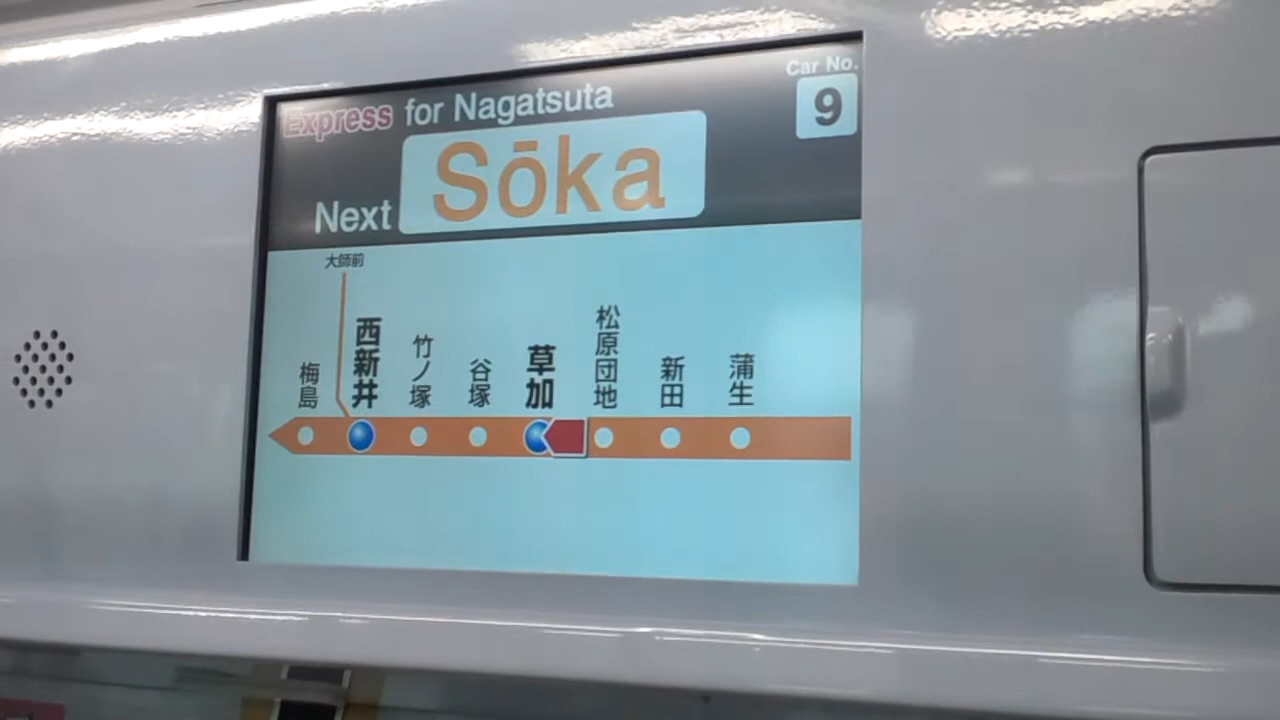 Car No.
9
Express for Nagatsuta
Next Sōka
大師前
梅島
西新井
竹ノ塚
谷塚
草加
松原団地
新田
蒲生